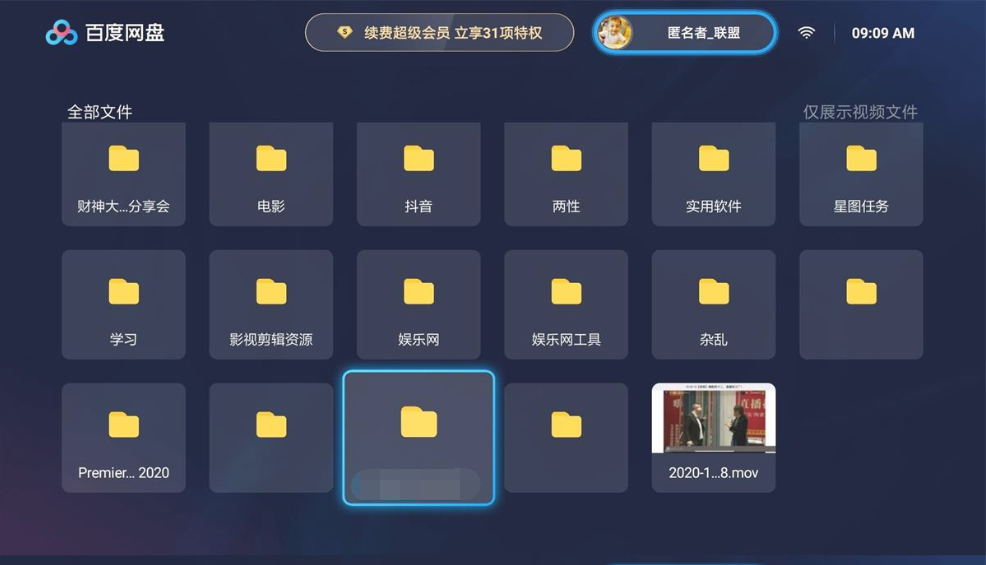 百度网盘
续费超级会员 立享31项特权
匿名者_联盟
09:09 AM
全部文件
仅展示视频文件
财神大...分享会
电影
抖音
两性
实用软件
星图任务
学习
影视剪辑资源
娱乐网
娱乐网工具
杂乱
Premier... 2020
2020-1...8.mov